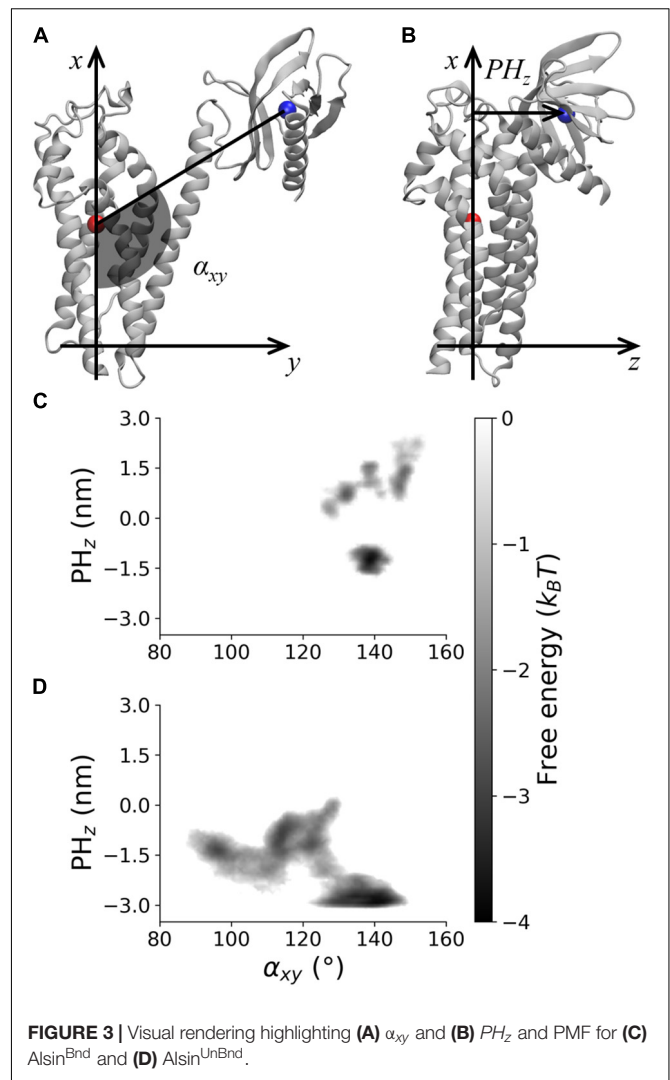 A
B
x
x
PH_z
α_xy
y
z
C
3.0
1.5
0.0
−1.5
−3.0
PH_z (nm)
80 100 120 140 160
D
3.0
1.5
0.0
−1.5
−3.0
PH_z (nm)
80 100 120 140 160
α_xy (°)
0
−1
−2
−3
−4
Free energy (k_BT)
FIGURE 3 | Visual rendering highlighting (A) α_xy and (B) PH_z and PMF for (C)
Alsin^Bnd and (D) Alsin^UnBnd.